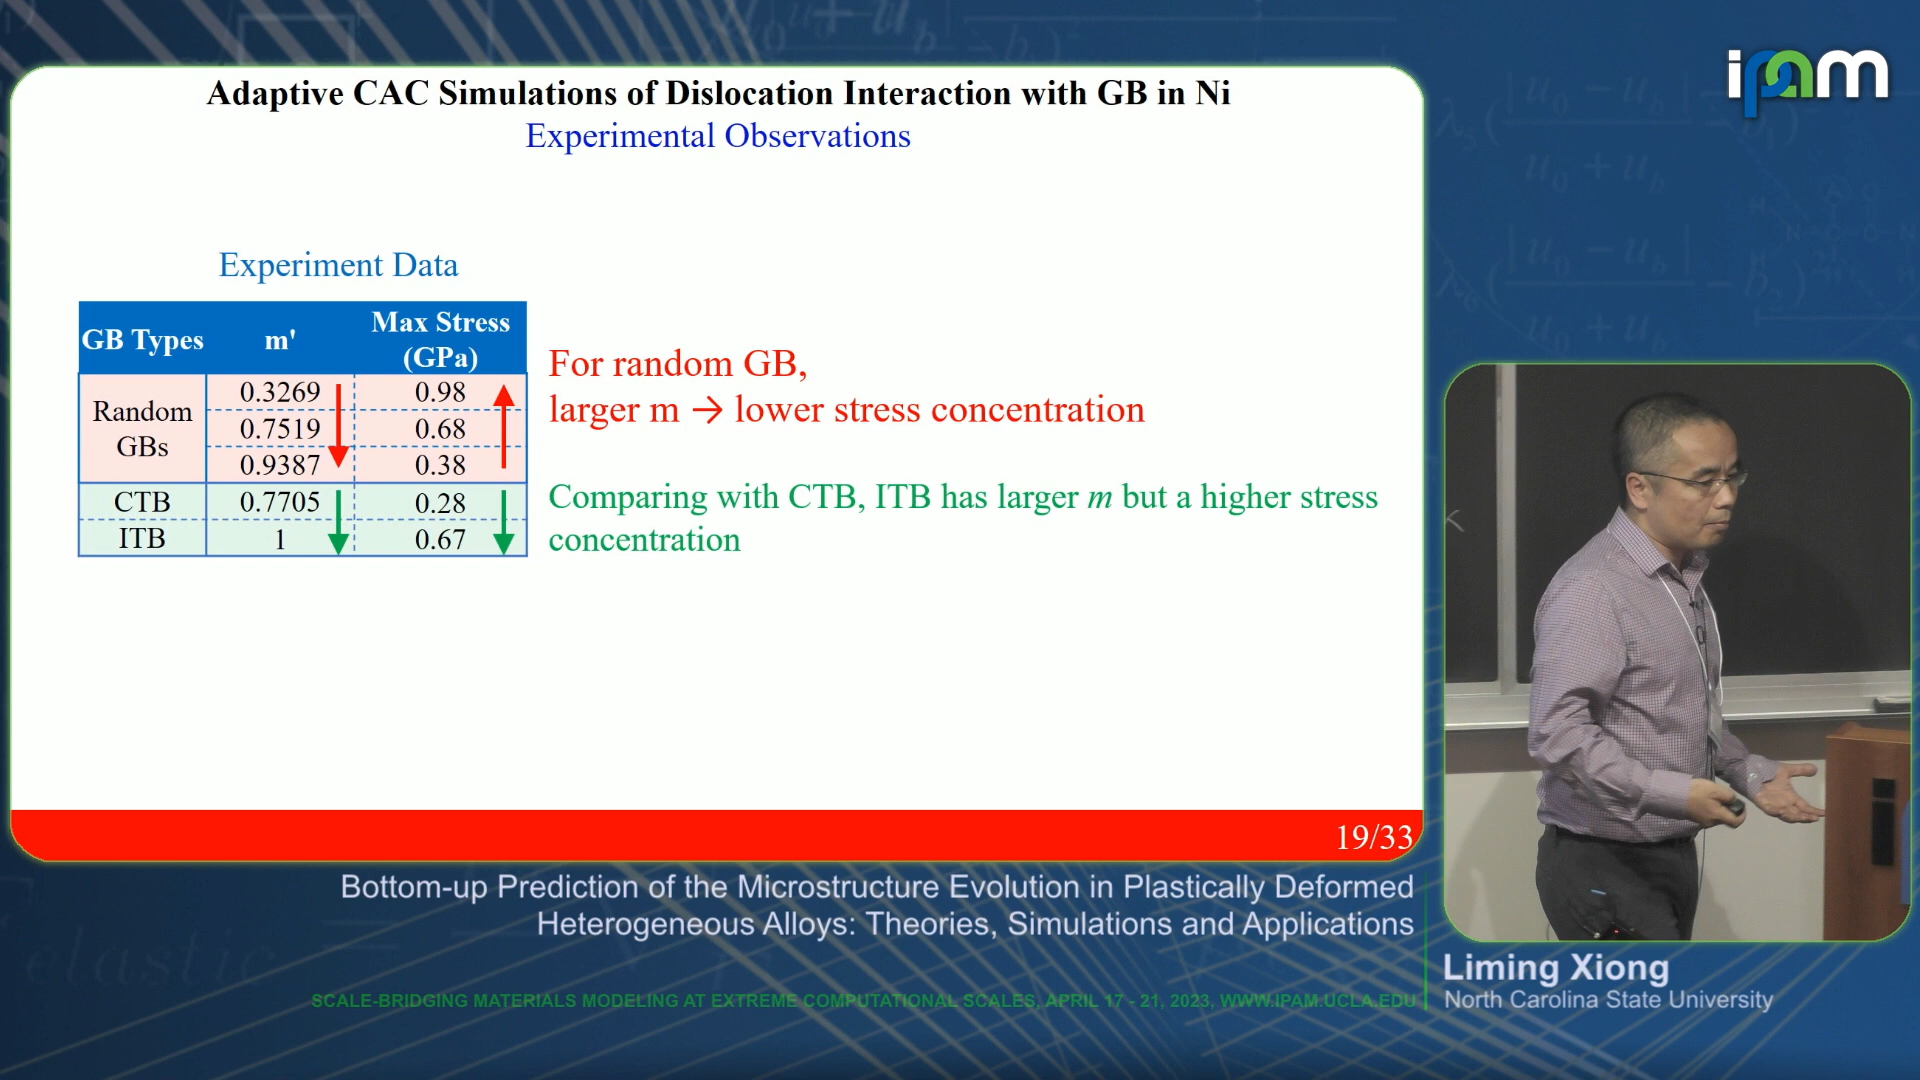 ipam
Adaptive CAC Simulations of Dislocation Interaction with GB in Ni
Experimental Observations
Experiment Data
GB Types m' Max Stress (GPa)
Random GBs 0.3269 0.98
0.7519 0.68
0.9387 0.38
CTB 0.7705 0.28
ITB 1 0.67
For random GB,
larger m → lower stress concentration
Comparing with CTB, ITB has larger m but a higher stress
concentration
19/33
Bottom-up Prediction of the Microstructure Evolution in Plastically Deformed
Heterogeneous Alloys: Theories, Simulations and Applications
Liming Xiong
North Carolina State University
SCALE-BRIDGING MATERIALS MODELING AT EXTREME COMPUTATIONAL SCALES, APRIL 17 - 21, 2023, WWW.IPAM.UCLA.EDU
elastic